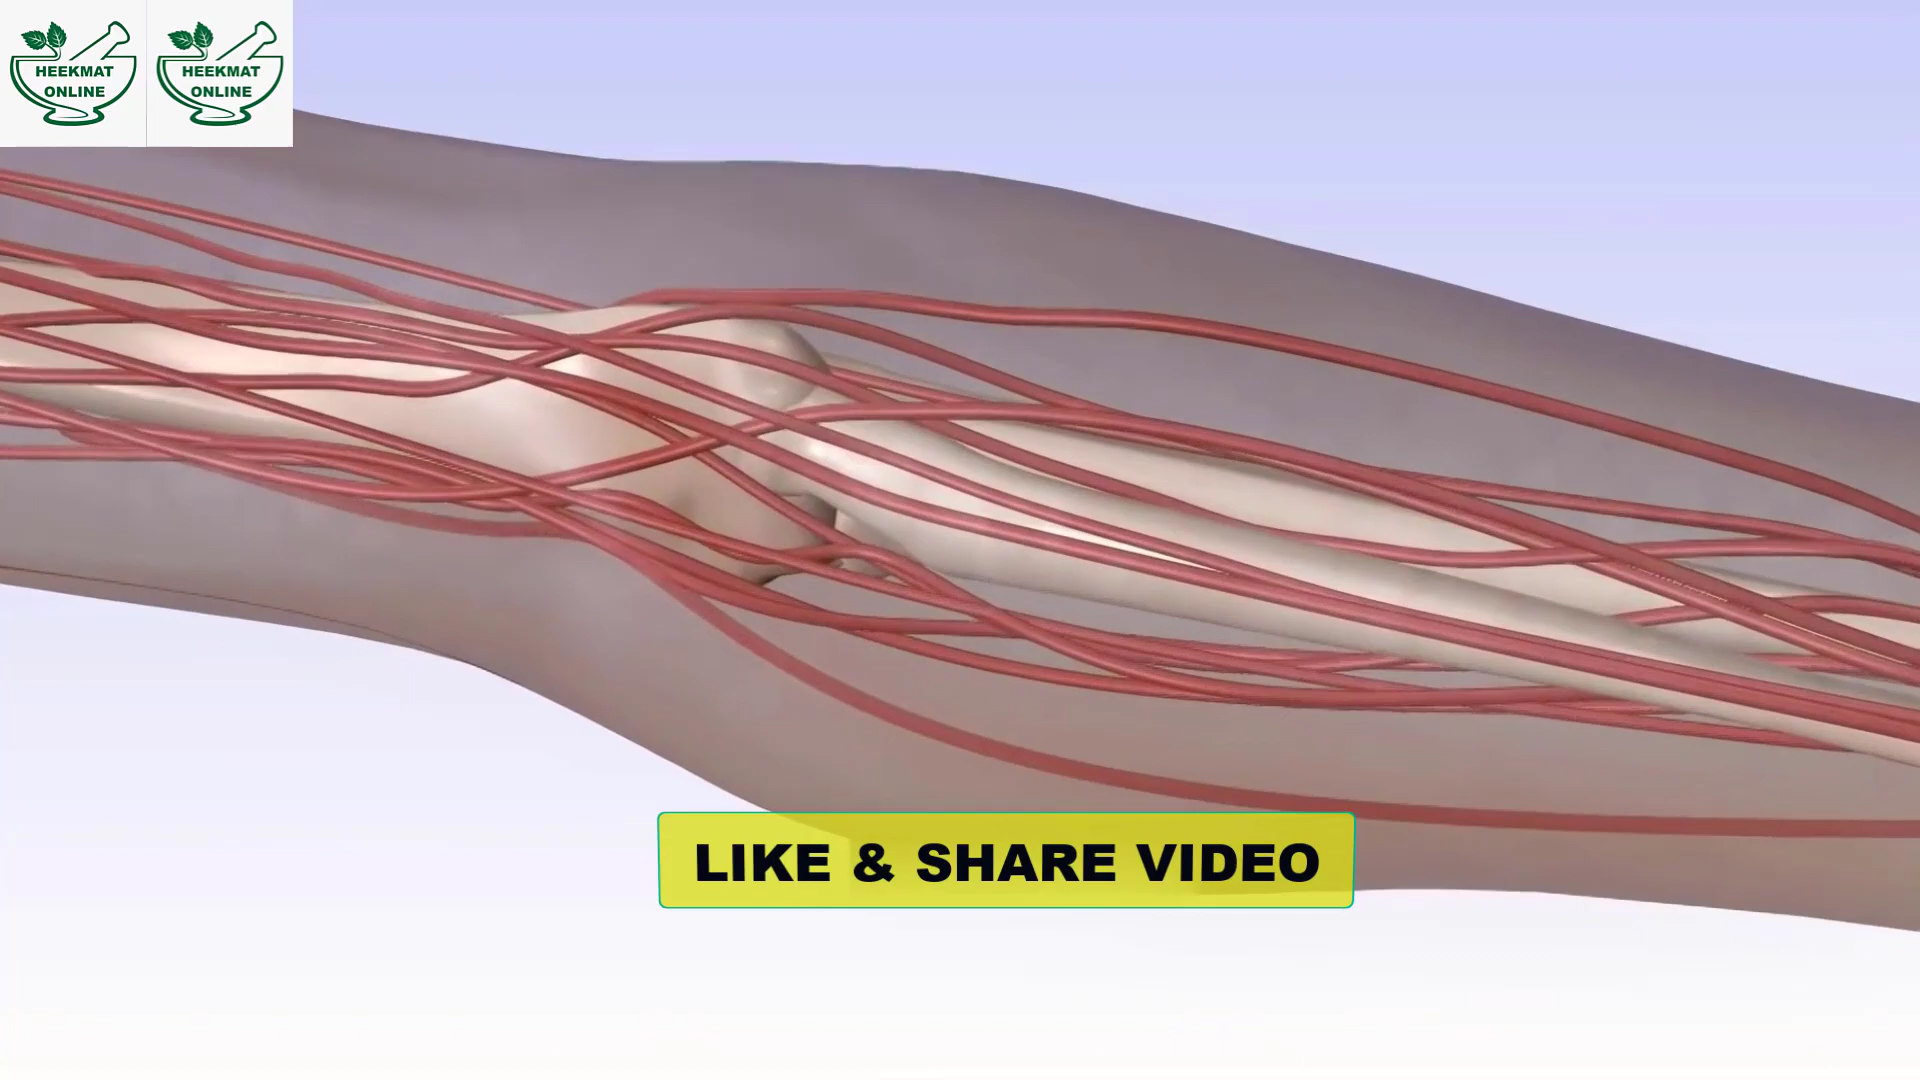 HEEKMAT
ONLINE
HEEKMAT
ONLINE
LIKE & SHARE VIDEO